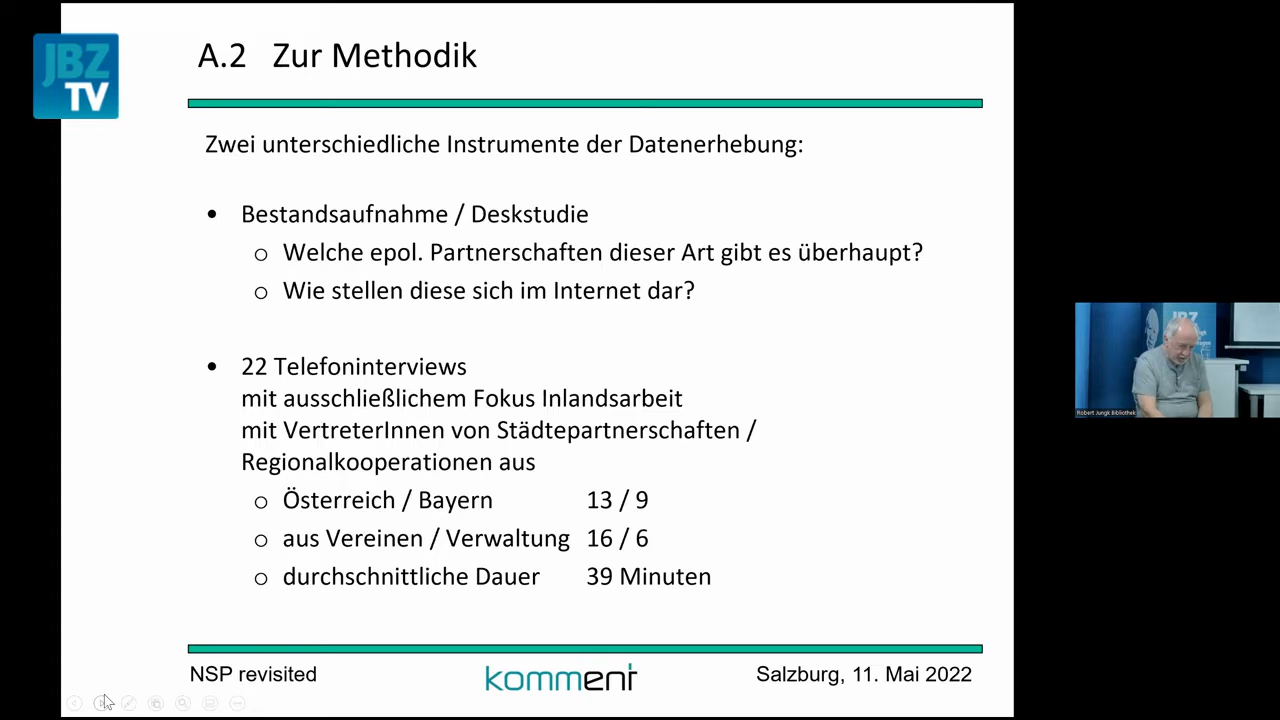 JBZ
TV
A.2 Zur Methodik
Zwei unterschiedliche Instrumente der Datenerhebung:
• Bestandsaufnahme / Deskstudie
o Welche epol. Partnerschaften dieser Art gibt es überhaupt?
o Wie stellen diese sich im Internet dar?
• 22 Telefoninterviews
mit ausschließlichem Fokus Inlandsarbeit
mit VertreterInnen von Städtepartnerschaften /
Regionalkooperationen aus
o Österreich / Bayern 13 / 9
o aus Vereinen / Verwaltung 16 / 6
o durchschnittliche Dauer 39 Minuten
NSP revisited
komment
Salzburg, 11. Mai 2022
JBZ
Robert Jungk Bibliothek